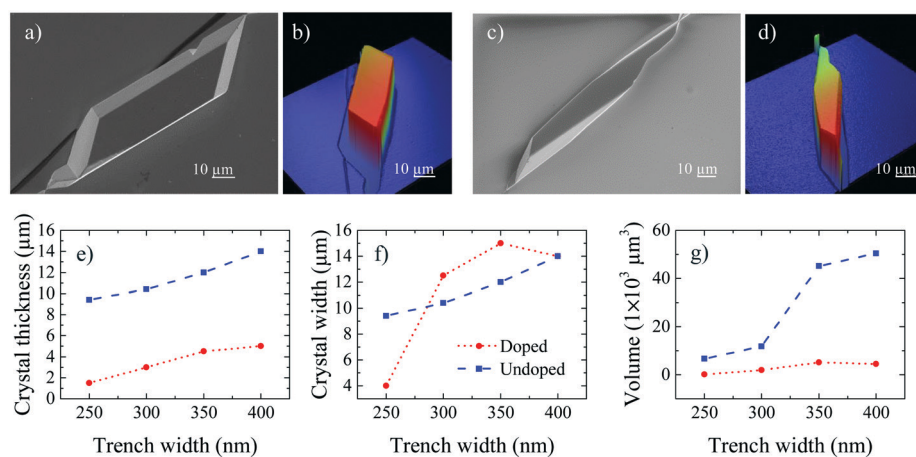 a)
10 µm
b)
10 µm
c)
10 µm
d)
10 µm
e)
Crystal thickness (µm)
16
14
12
10
8
6
4
2
0
250 300 350 400
Trench width (nm)
f)
Crystal width (µm)
14
12
10
8
6
4
Doped
Undoped
250 300 350 400
Trench width (nm)
g)
Volume (1×10³ µm³)
60
40
20
0
250 300 350 400
Trench width (nm)